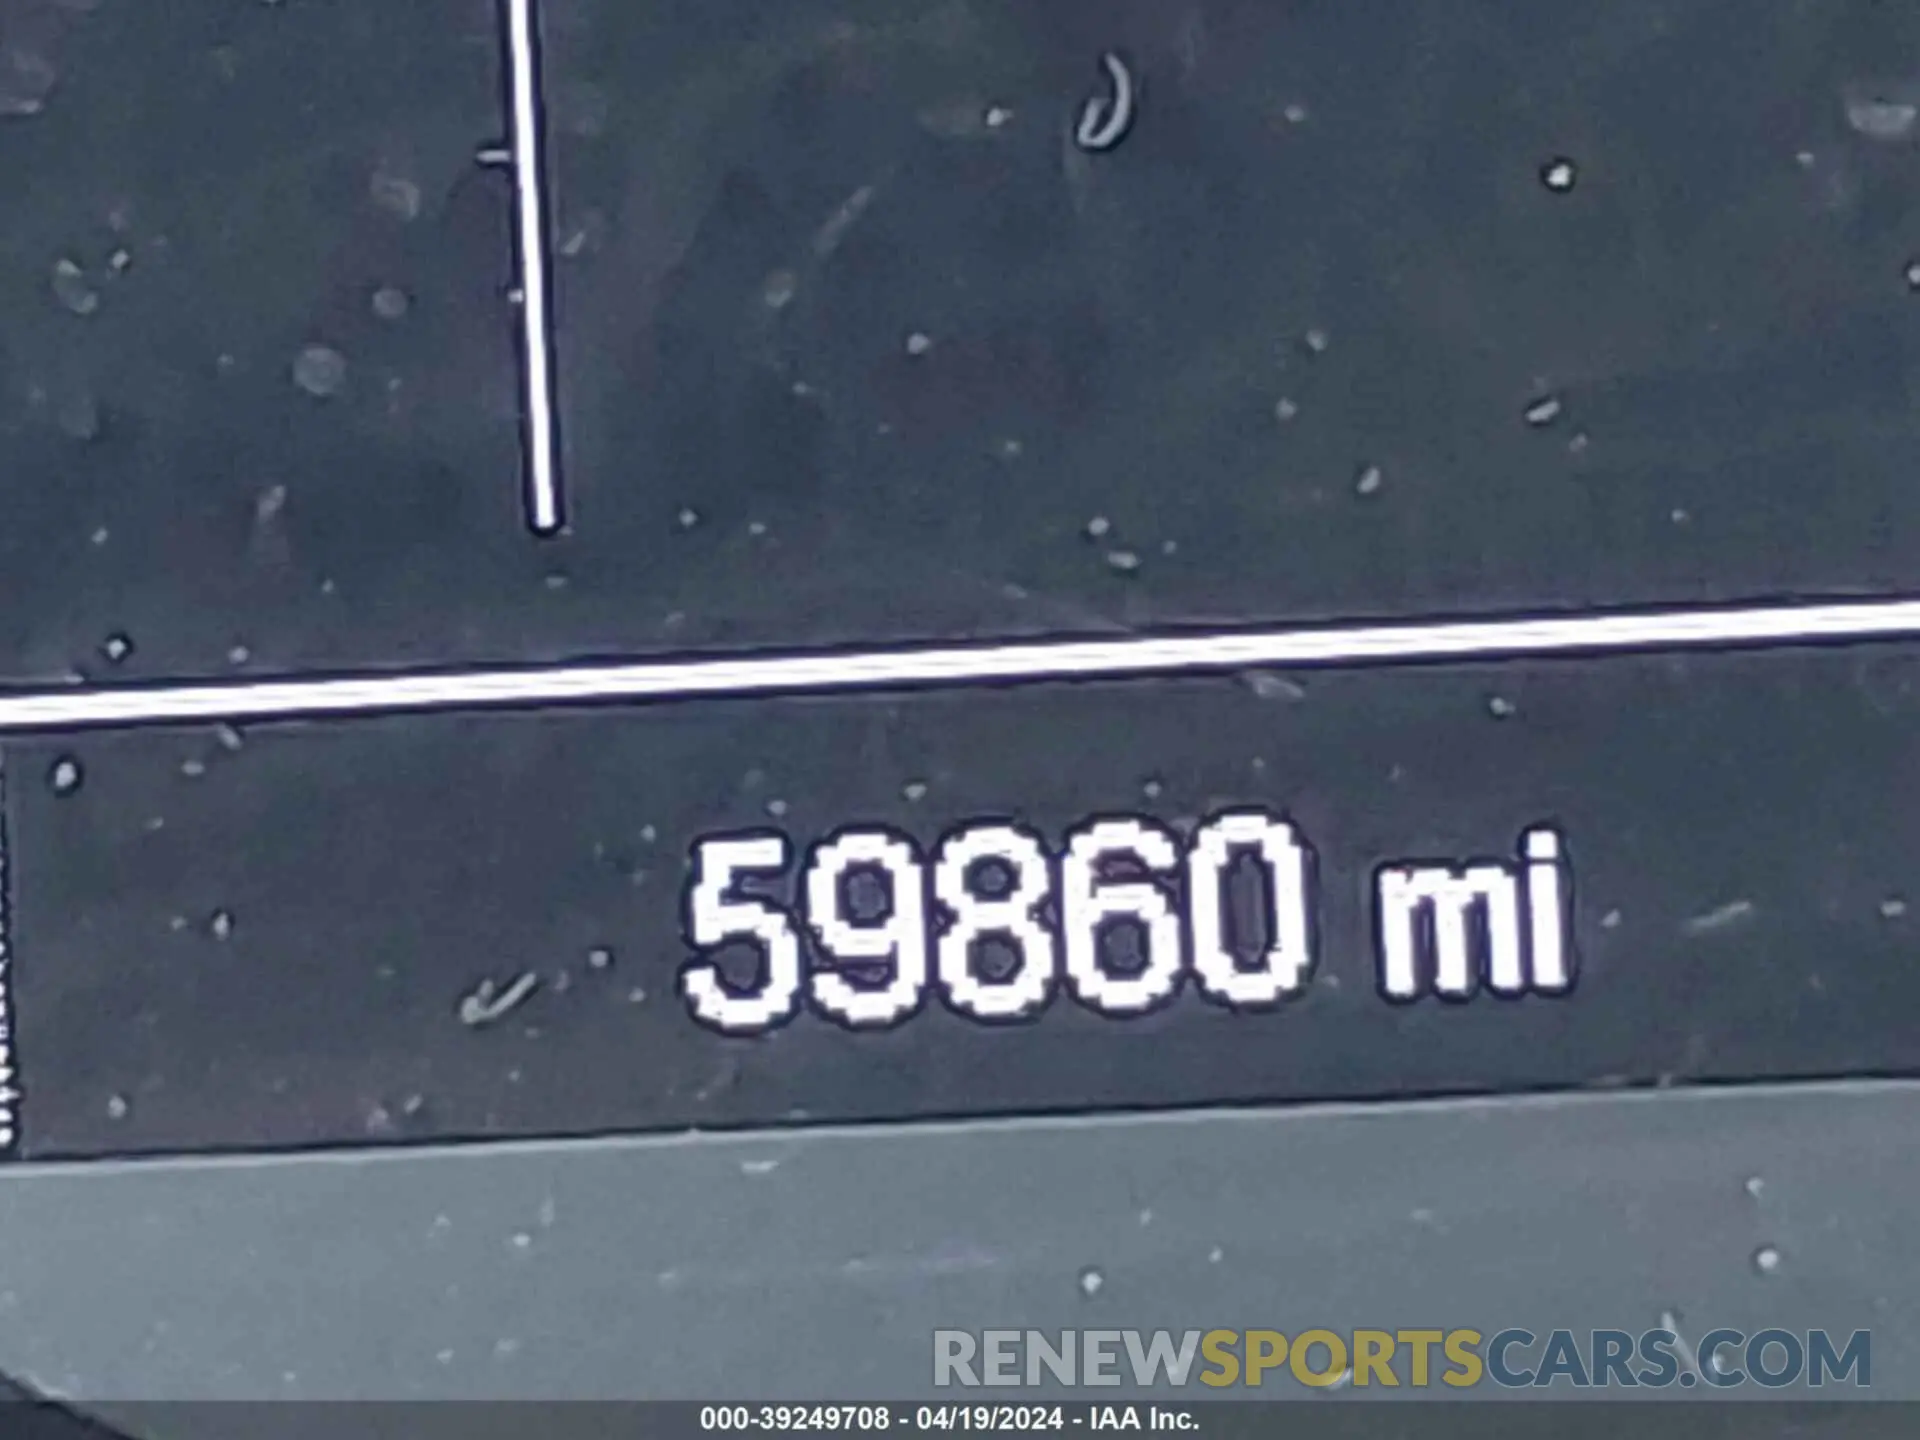 59860 mi
RENEWSPORTSCARS.COM
000-39249708 - 04/19/2024 - IAA Inc.